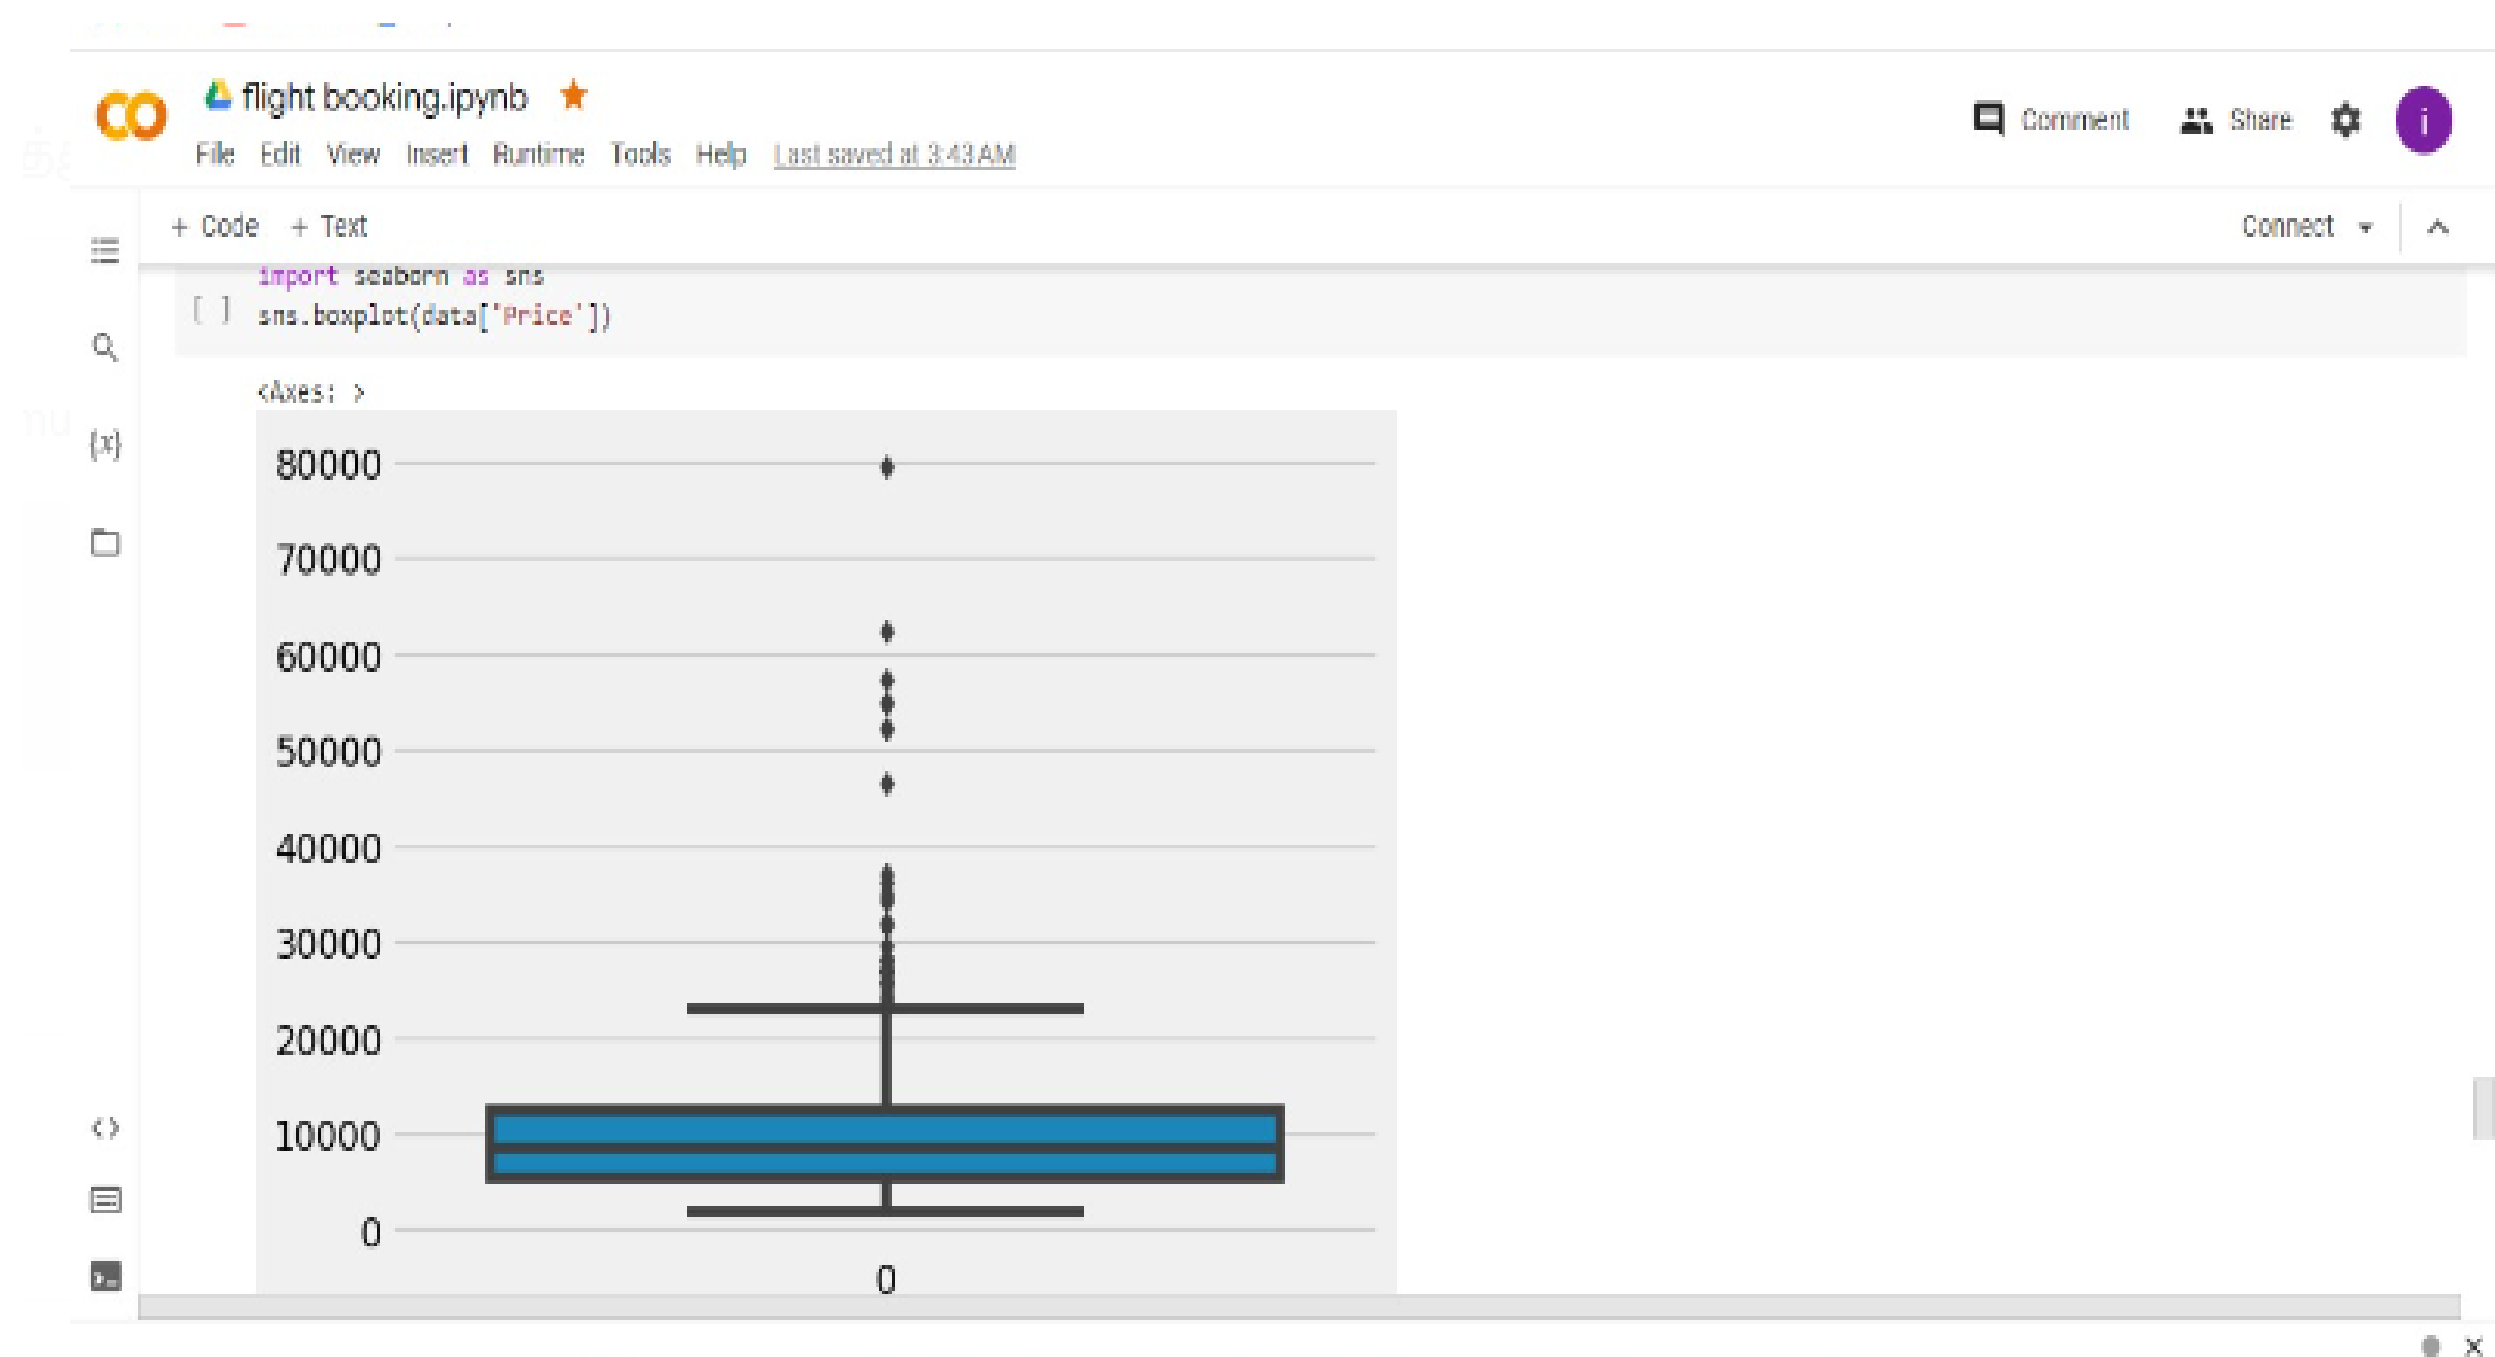 flight booking.ipynb
Comment Share i
File Edit View Insert Runtime Tools Help Last saved at 3:43 AM
+ Code + Text Connect
import seaborn as sns
[ ] sns.boxplot(data['Price'])
<Axes: >
80000
70000
60000
50000
40000
30000
20000
10000
0
0